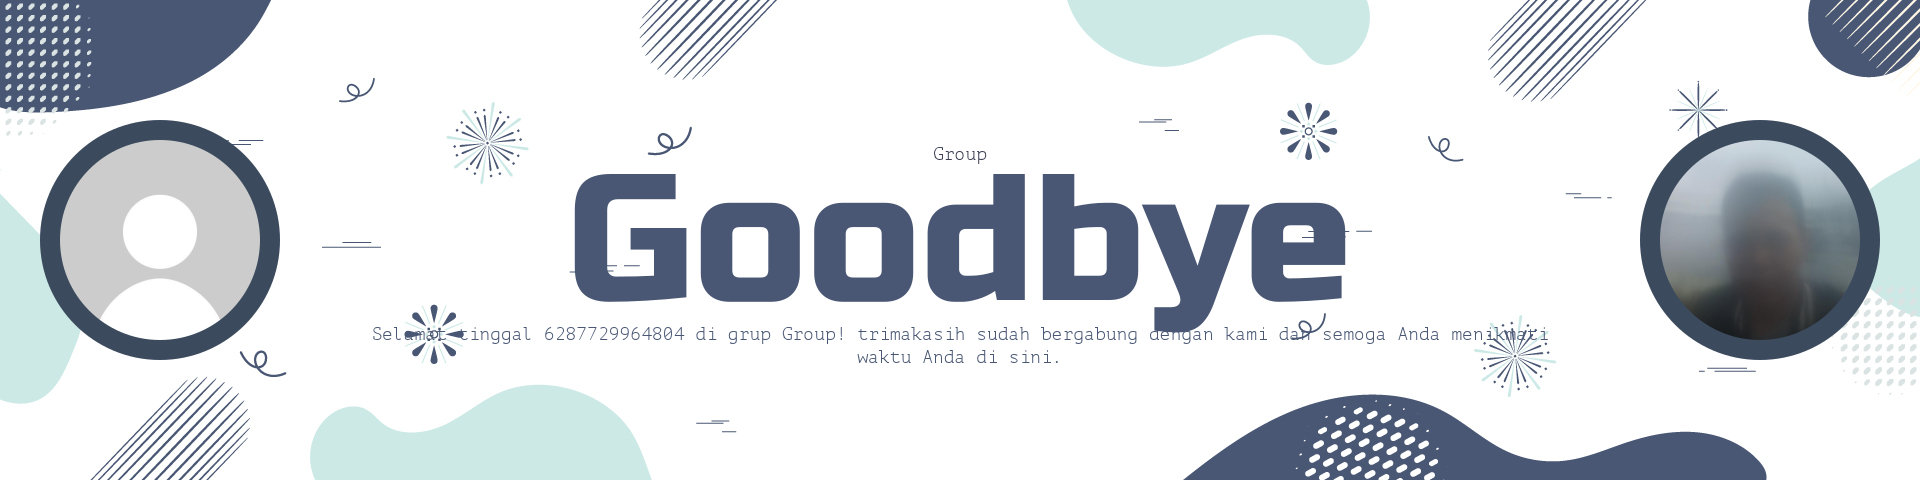 Group
Goodbye
Selamat tinggal 6287729964804 di grup Group! trimakasih sudah bergabung dengan kami dan semoga Anda menikmati
waktu Anda di sini.